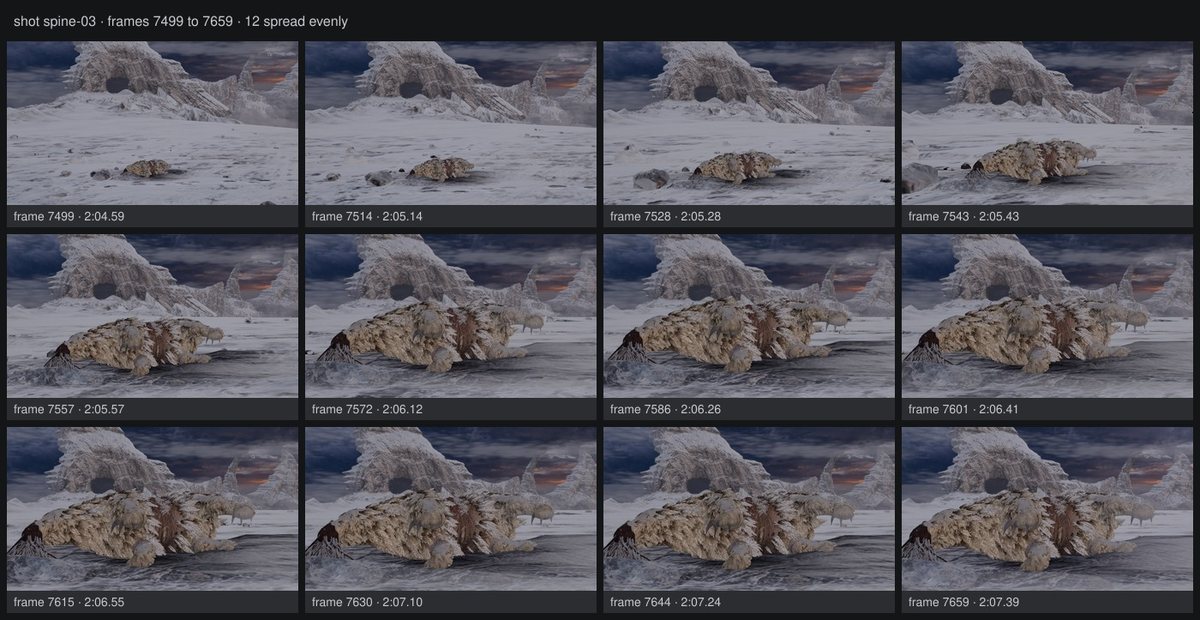 shot spine-03 · frames 7499 to 7659 · 12 spread evenly
frame 7499 · 2:04.59
frame 7514 · 2:05.14
frame 7528 · 2:05.28
frame 7543 · 2:05.43
frame 7557 · 2:05.57
frame 7572 · 2:06.12
frame 7586 · 2:06.26
frame 7601 · 2:06.41
frame 7615 · 2:06.55
frame 7630 · 2:07.10
frame 7644 · 2:07.24
frame 7659 · 2:07.39